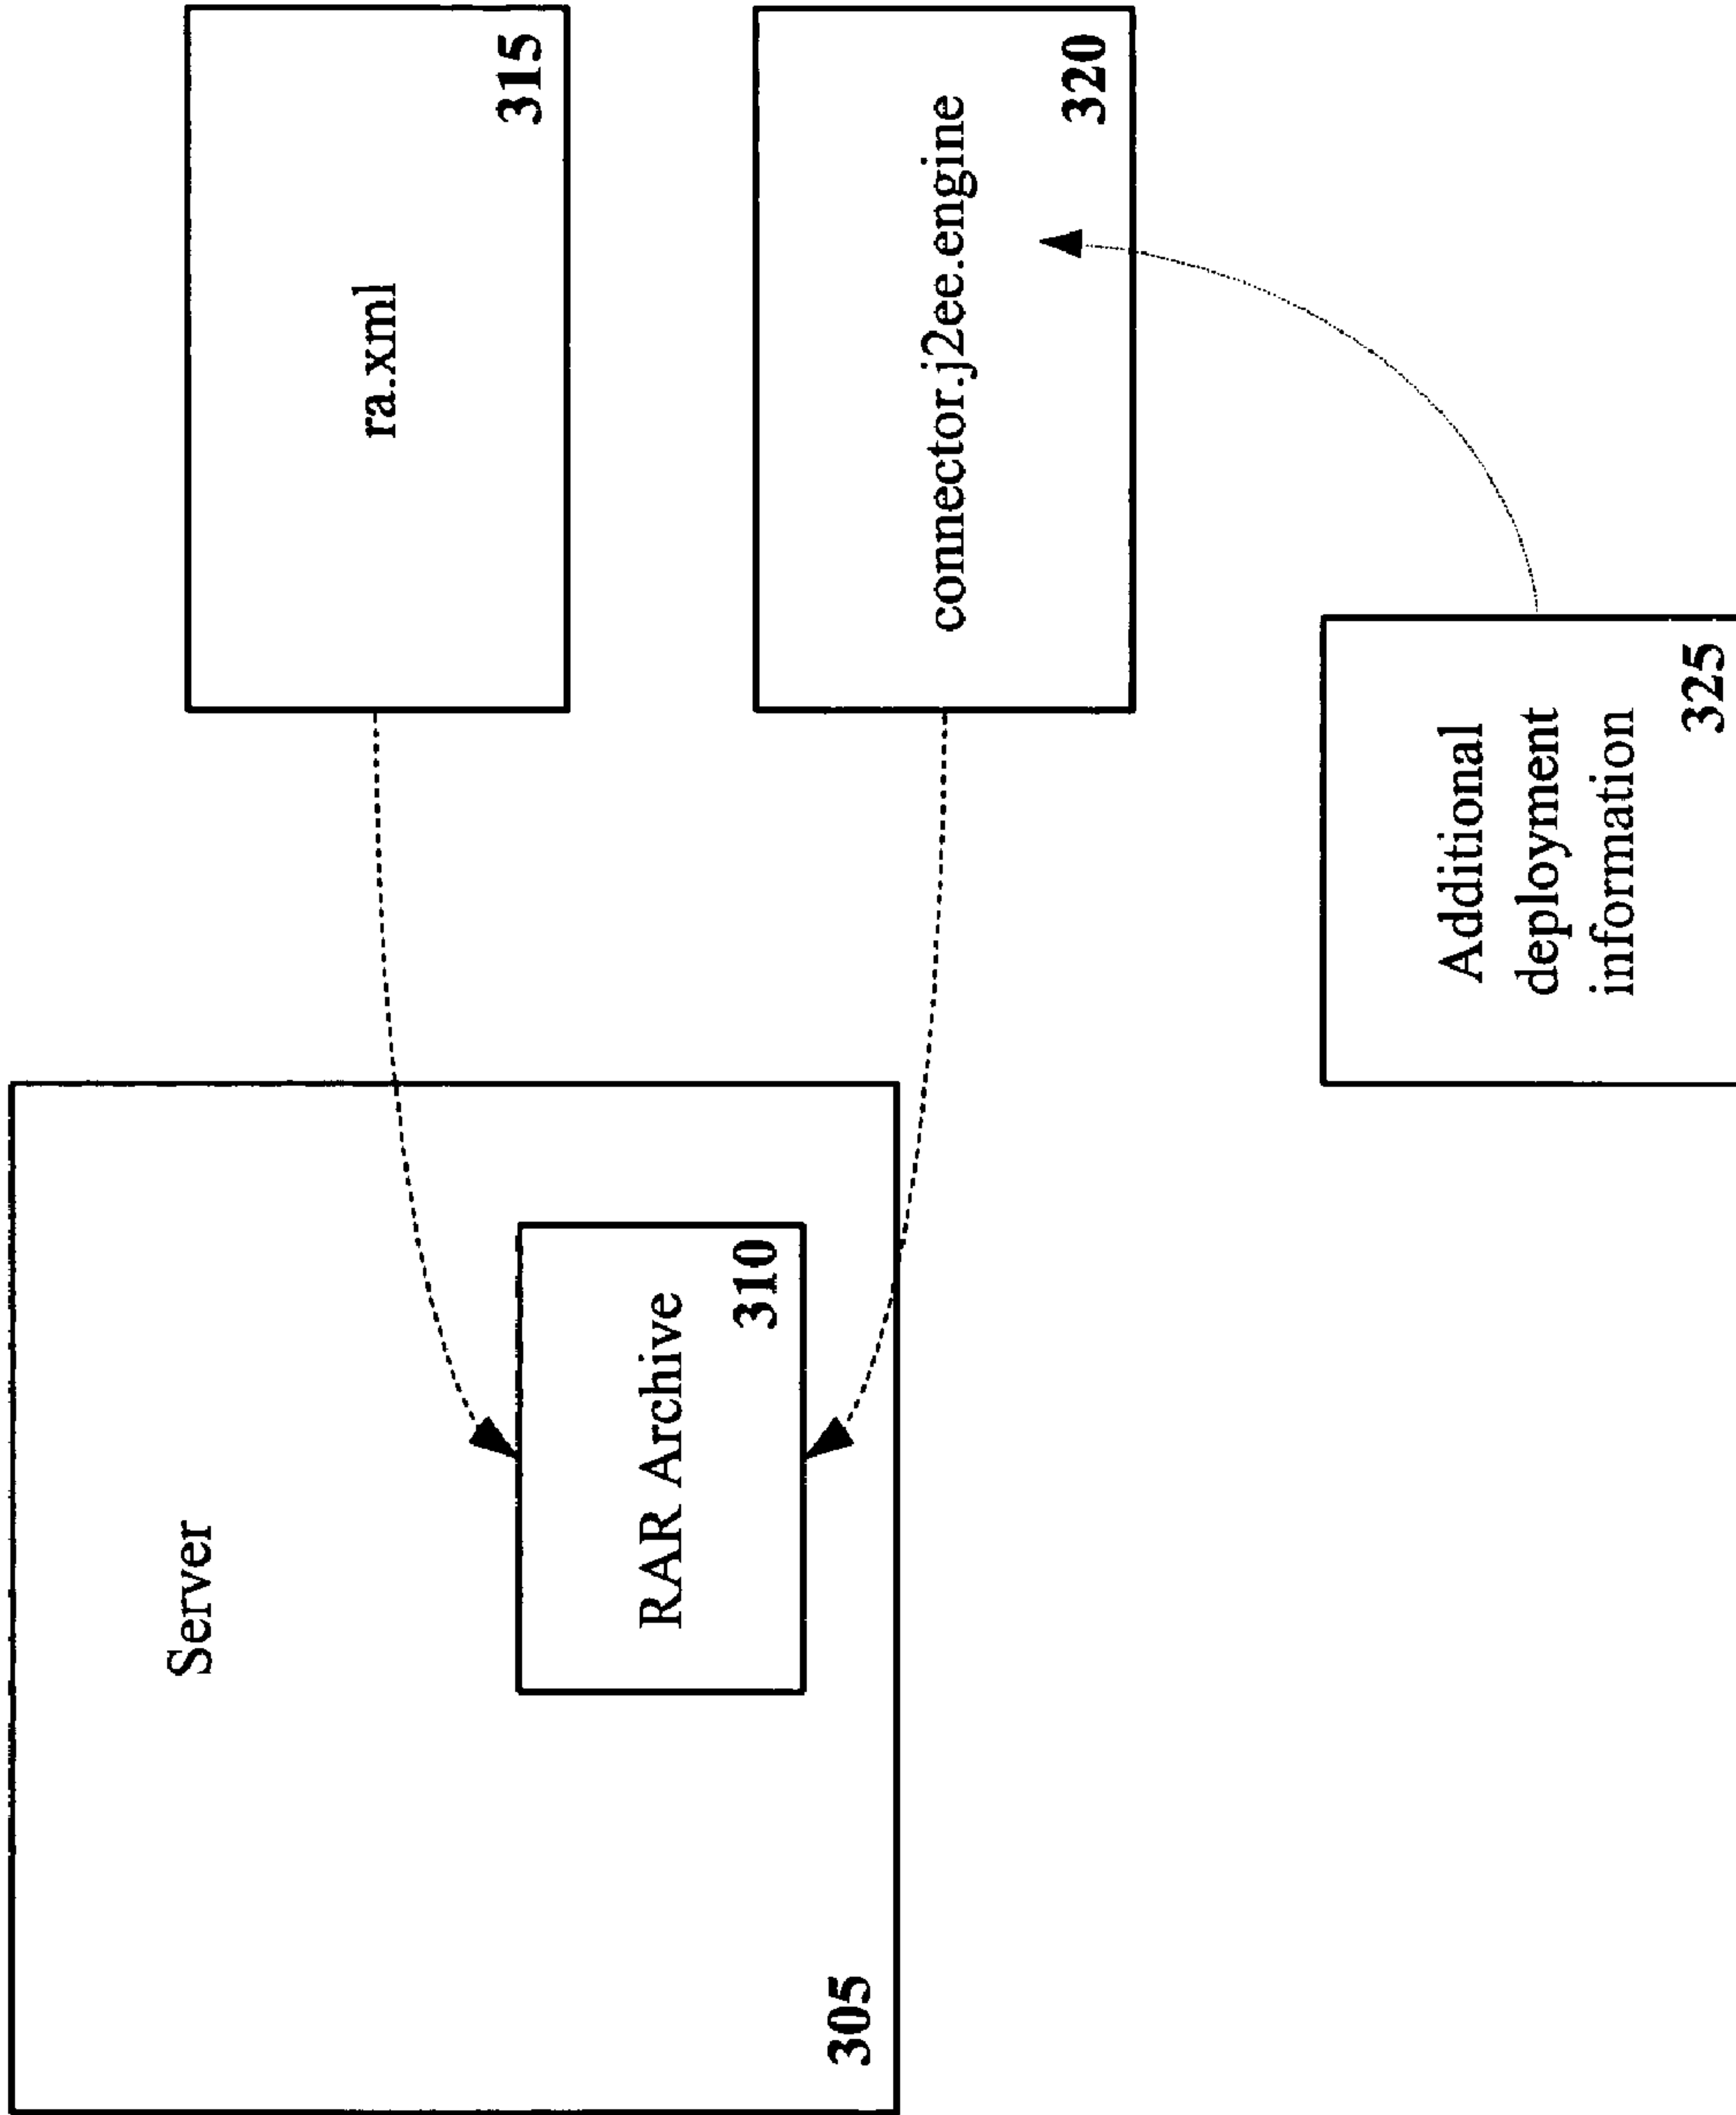 Server
RAR Archive
310
305
ra.xml
315
connector.j2ee.engine
320
Additional
deployment
information
325